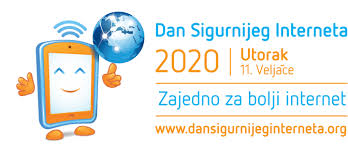 Dan Sigurnijeg Interneta
2020 | Utorak
11. Veljače
Zajedno za bolji internet
www.dansigurnijeginterneta.org